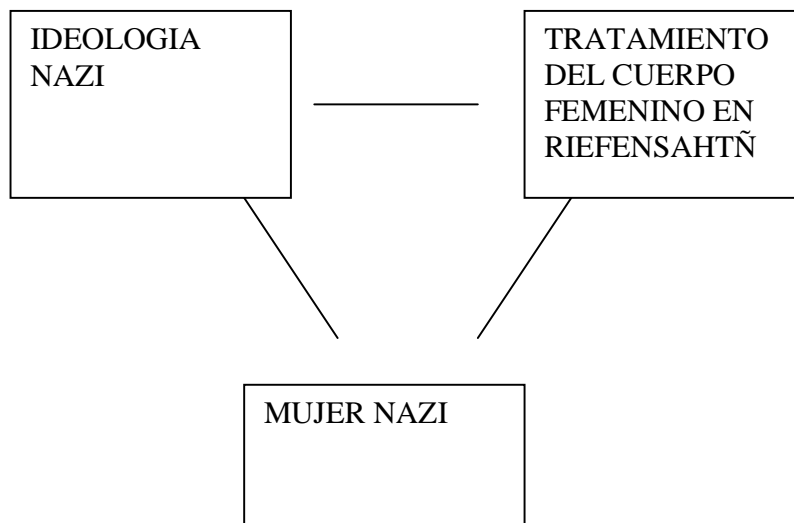 IDEOLOGIA
NAZI
TRATAMIENTO
DEL CUERPO
FEMENINO EN
RIEFENSAHTÑ
MUJER NAZI